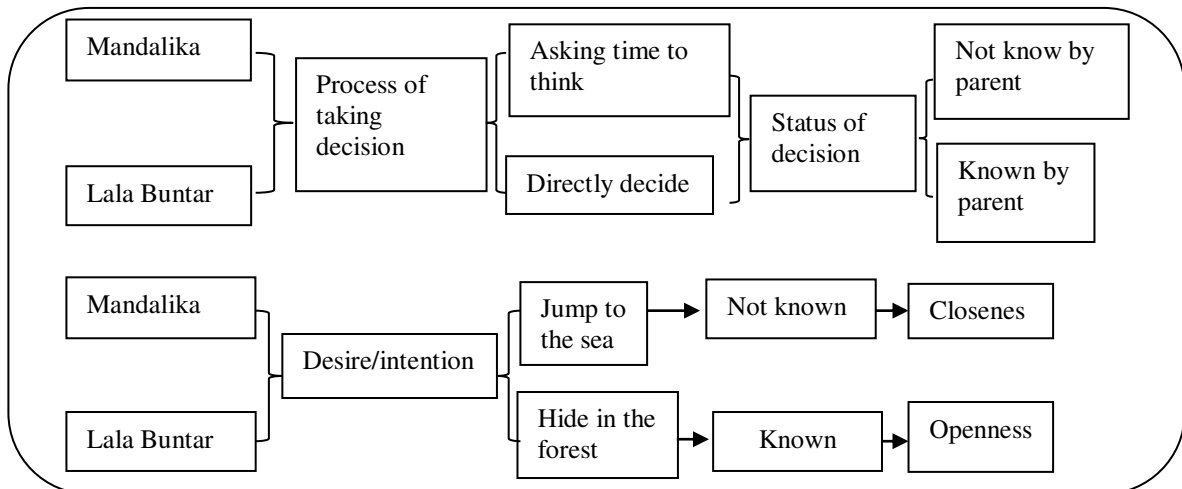 Mandalika
Lala Buntar
Process of
taking
decision
Asking time to
think
Directly decide
Status of
decision
Not know by
parent
Known by
parent
Mandalika
Lala Buntar
Desire/intention
Jump to
the sea
Not known
Closenes
Hide in the
forest
Known
Openness